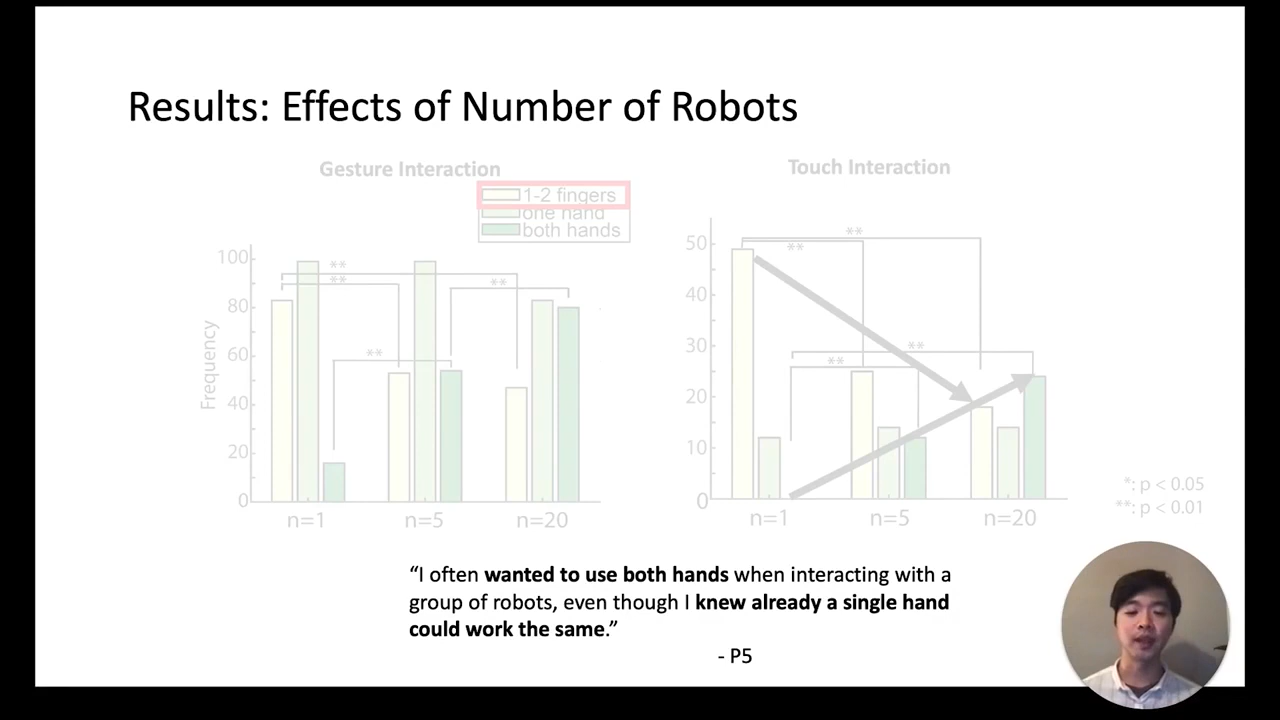 Results: Effects of Number of Robots
Gesture Interaction
1-2 fingers
one hand
both hands
Frequency
100
80
60
40
20
0
**
**
**
**
n=1
n=5
n=20
Touch Interaction
50
40
30
20
10
0
**
**
**
**
n=1
n=5
n=20
*: p < 0.05
**: p < 0.01
“I often wanted to use both hands when interacting with a
group of robots, even though I knew already a single hand
could work the same.”
- P5